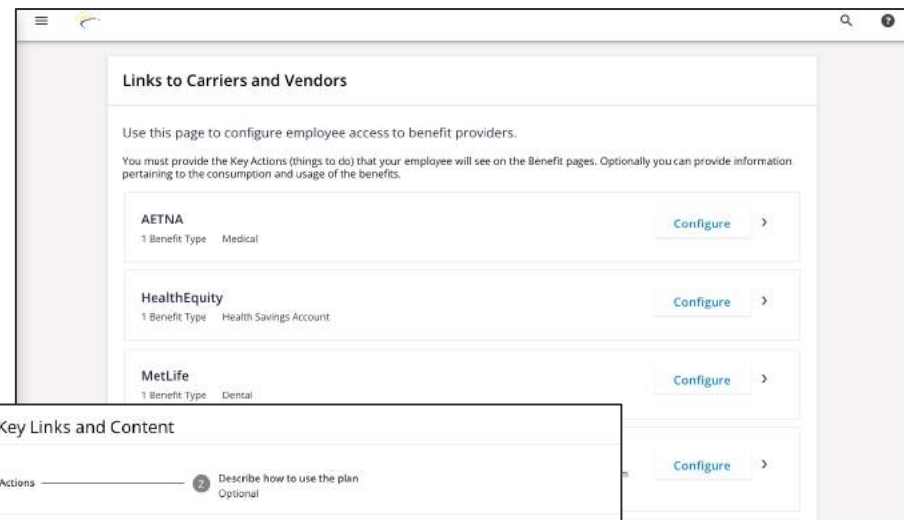 Links to Carriers and Vendors
Use this page to configure employee access to benefit providers.
You must provide the Key Actions (things to do) that your employee will see on the Benefit pages. Optionally you can provide information
pertaining to the consumption and usage of the benefits.
AETNA
1 Benefit Type Medical
Configure
HealthEquity
1 Benefit Type Health Savings Account
Configure
MetLife
1 Benefit Type Dental
Configure
Configure
Key Links and Content
Actions
2 Describe how to use the plan
Optional